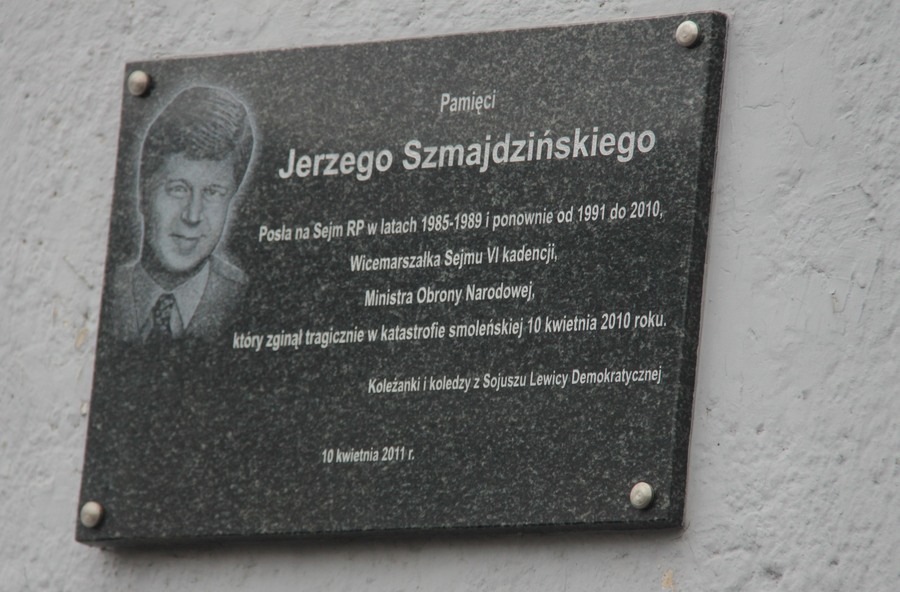 Pamięci
Jerzego Szmajdzińskiego
Posła na Sejm RP w latach 1985-1989 i ponownie od 1991 do 2010,
Wicemarszałka Sejmu VI kadencji,
Ministra Obrony Narodowej,
który zginął tragicznie w katastrofie smoleńskiej 10 kwietnia 2010 roku.
Koleżanki i koledzy z Sojuszu Lewicy Demokratycznej
10 kwietnia 2011 r.